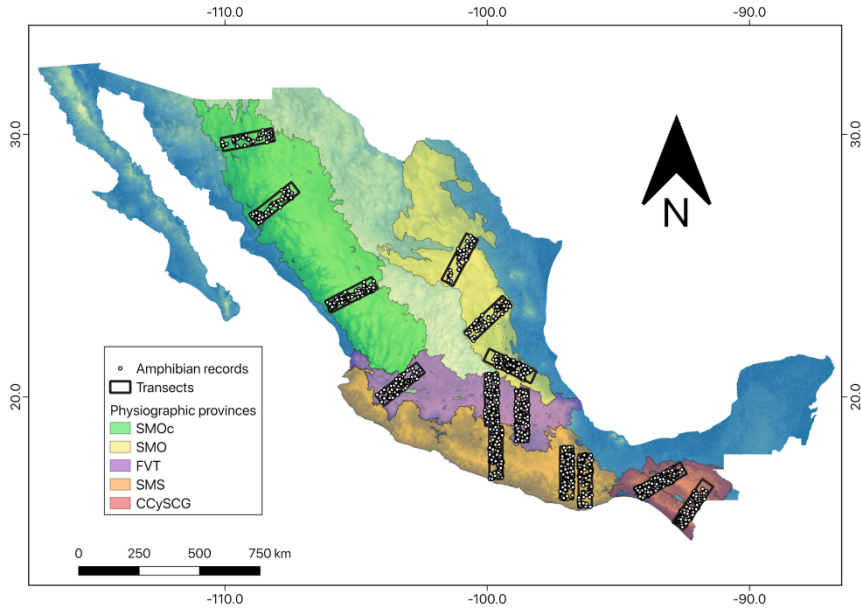 -110.0 -100.0 -90.0
30.0 30.0
N
Amphibian records
Transects
Physiographic provinces
SMOc
SMO
FVT
SMS
CCySCG
20.0 20.0
0 250 500 750 km
-110.0 -100.0 -90.0